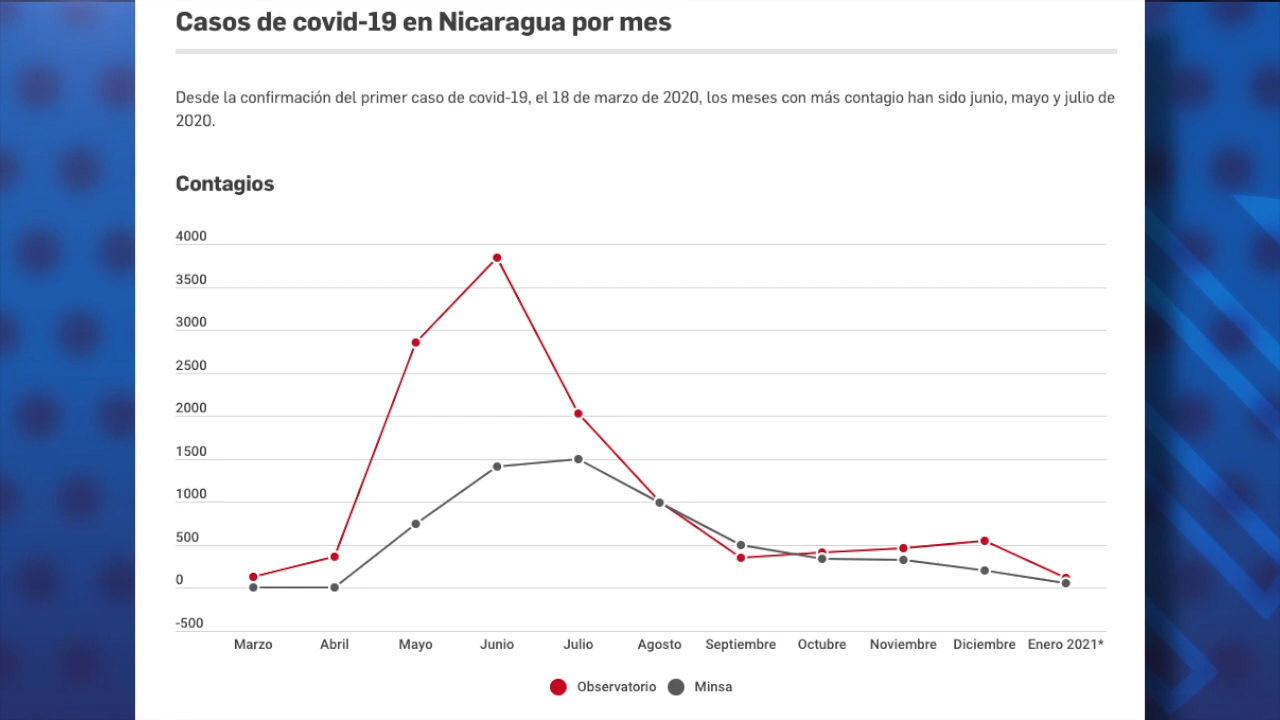 Casos de covid-19 en Nicaragua por mes
Desde la confirmación del primer caso de covid-19, el 18 de marzo de 2020, los meses con más contagio han sido junio, mayo y julio de
2020.
Contagios
4000
3500
3000
2500
2000
1500
1000
500
0
-500
Marzo Abril Mayo Junio Julio Agosto Septiembre Octubre Noviembre Diciembre Enero 2021*
Observatorio Minsa